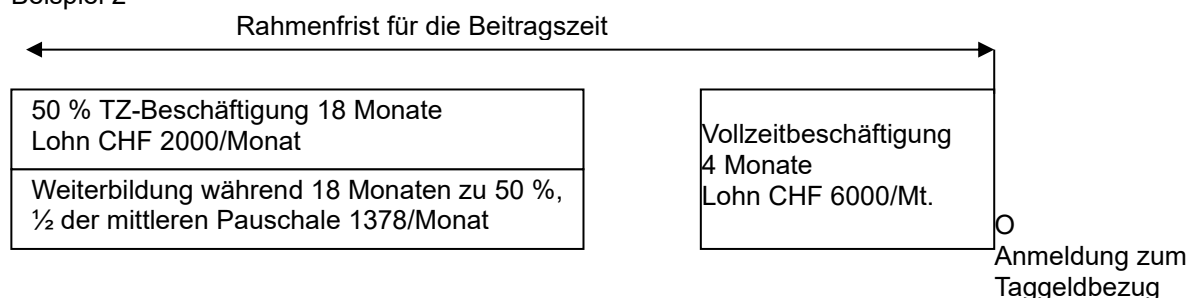 Beispiel 2
Rahmenfrist für die Beitragszeit
50 % TZ-Beschäftigung 18 Monate
Lohn CHF 2000/Monat
Weiterbildung während 18 Monaten zu 50 %,
½ der mittleren Pauschale 1378/Monat
Vollzeitbeschäftigung
4 Monate
Lohn CHF 6000/Mt.
O
Anmeldung zum
Taggeldbezug